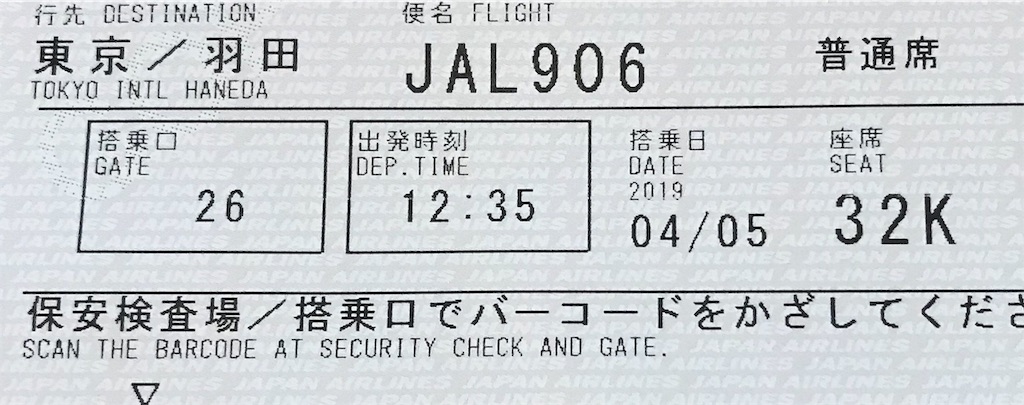 行先 DESTINATION 便名 FLIGHT
東京／羽田 JAL906 普通席
TOKYO INTL HANEDA
搭乗口 出発時刻 搭乗日 座席
GATE DEP.TIME DATE SEAT
2019
26 12:35 04/05 32K
保安検査場／搭乗口でバーコードをかざしてくださ
SCAN THE BARCODE AT SECURITY CHECK AND GATE.